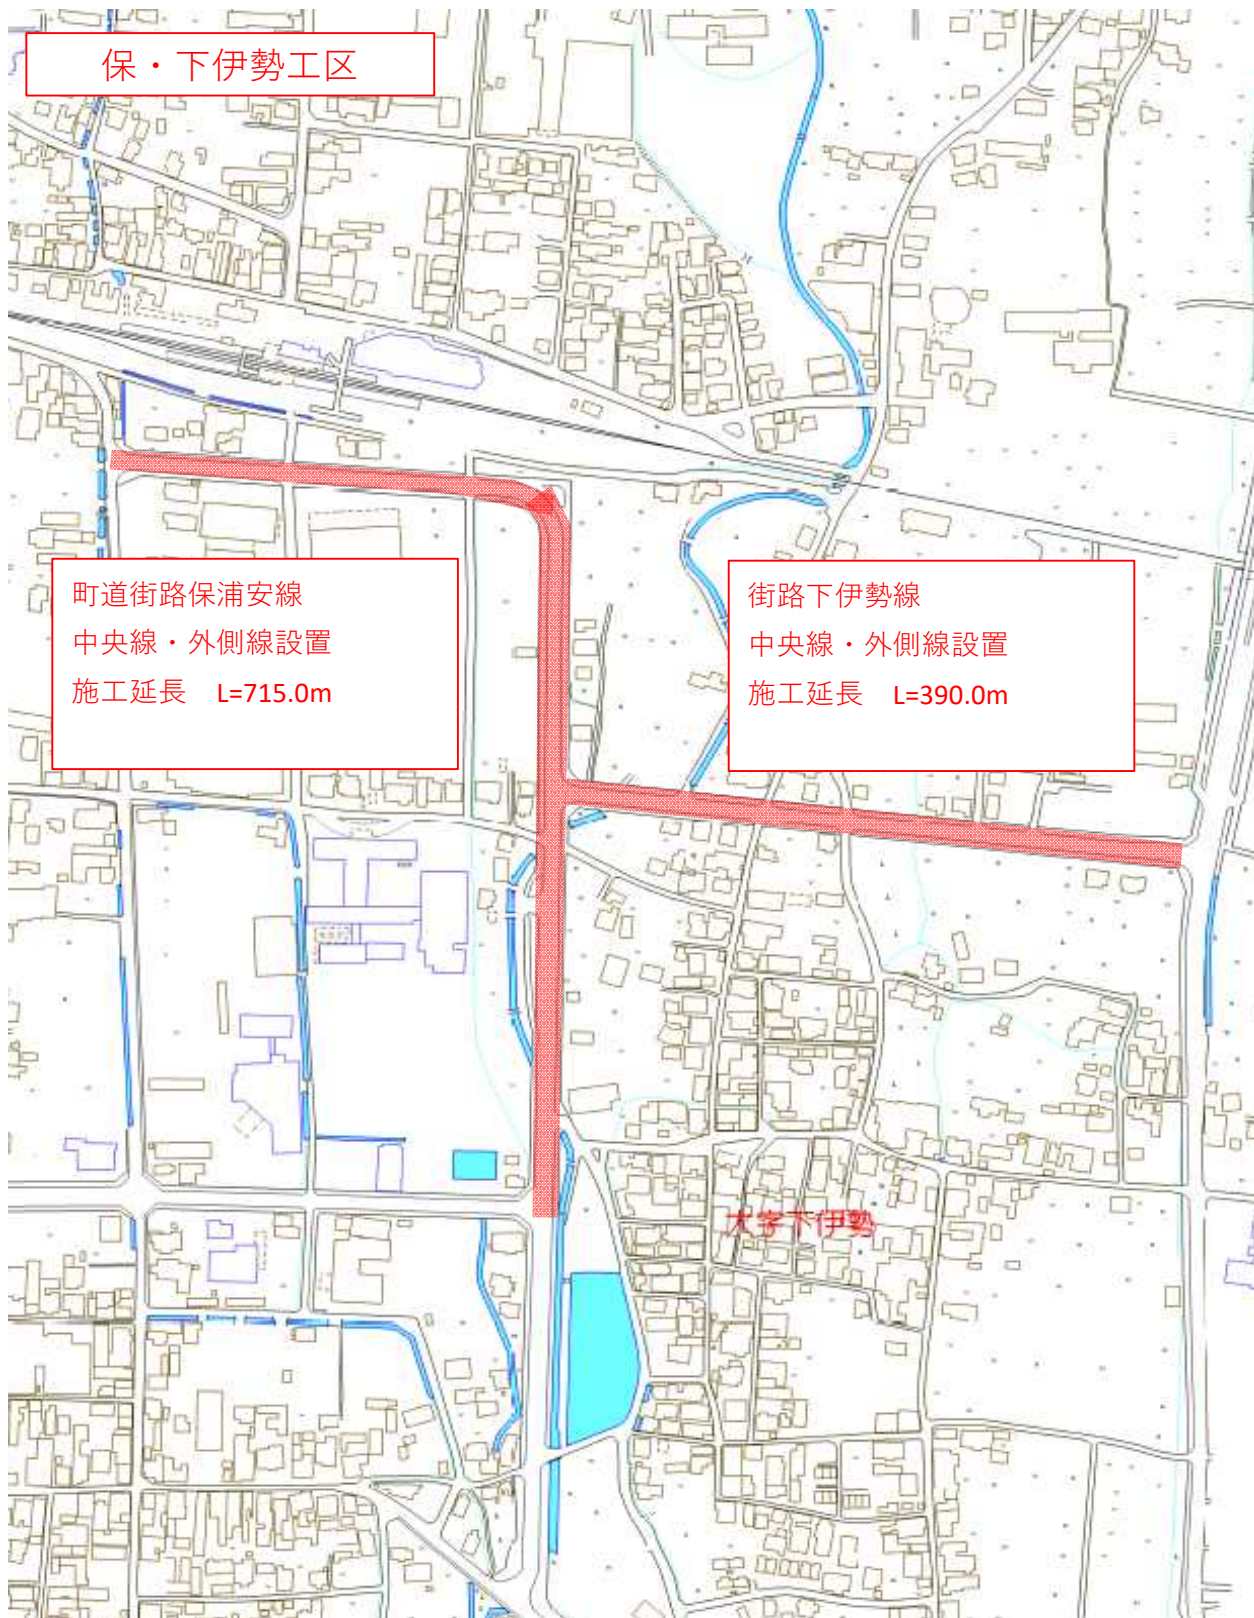 保・下伊勢工区
町道街路保浦安線
中央線・外側線設置
施工延長 L=715.0m
街路下伊勢線
中央線・外側線設置
施工延長 L=390.0m
大字下伊勢